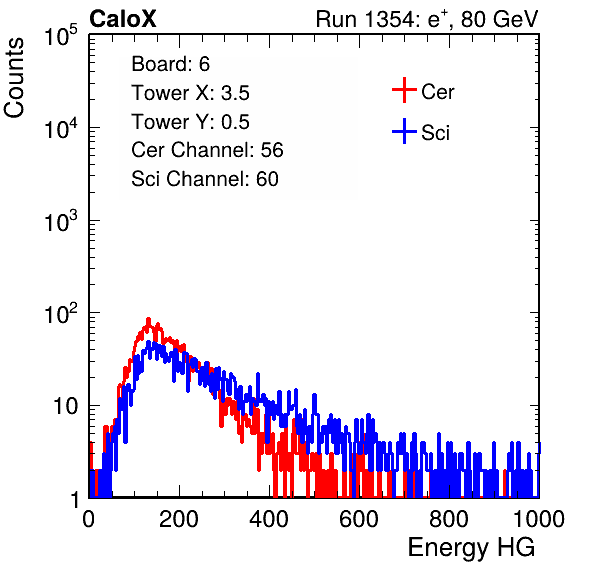 CaloX Run 1354: e⁺, 80 GeV
Board: 6
Tower X: 3.5
Tower Y: 0.5
Cer Channel: 56
Sci Channel: 60
Cer
Sci
Counts
10⁵
10⁴
10³
10²
10
1
0 200 400 600 800 1000
Energy HG